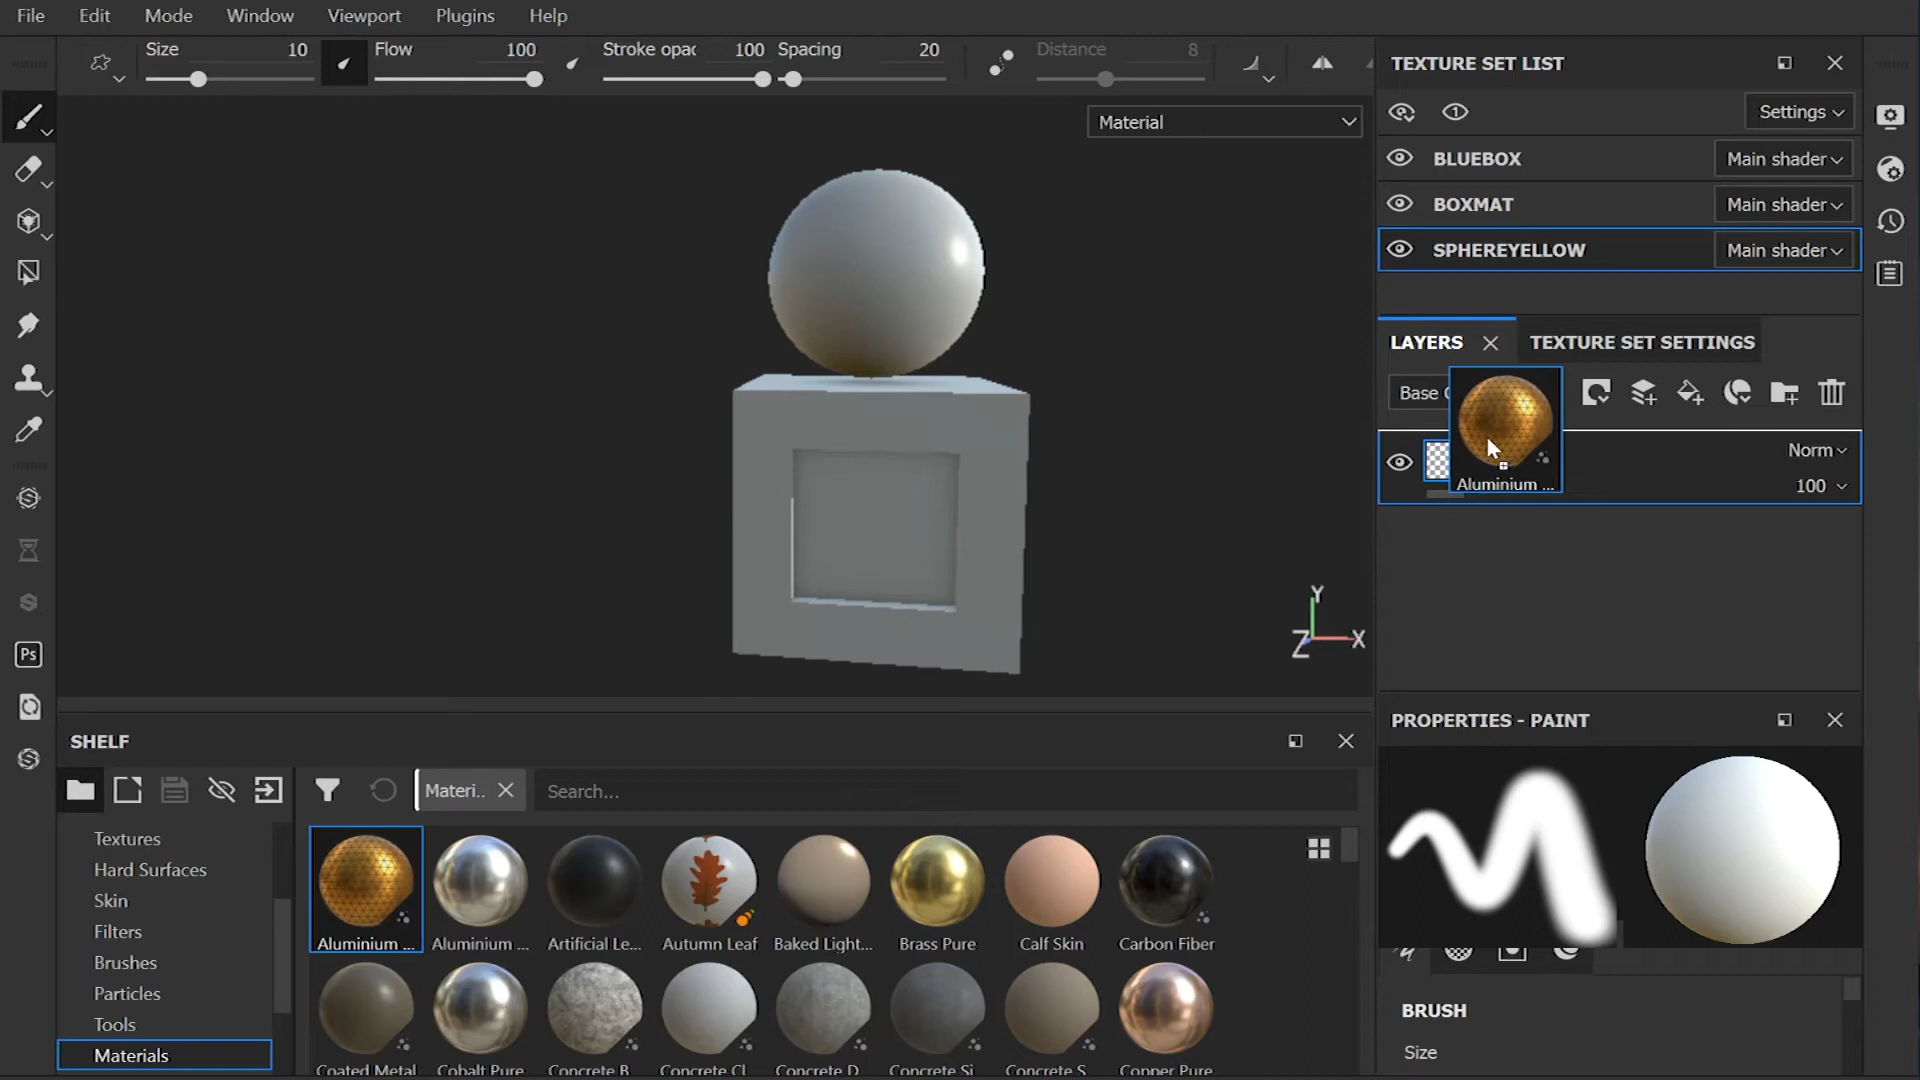 File Edit Mode Window Viewport Plugins Help
Size 10 Flow 100 Stroke opac 100 Spacing 20 Distance 8
Material
TEXTURE SET LIST
Settings
BLUEBOX Main shader
BOXMAT Main shader
SPHEREYELLOW Main shader
LAYERS TEXTURE SET SETTINGS
Base
Norm
100
Aluminium ...
Y
Z X
Ps
PROPERTIES - PAINT
BRUSH
Size
SHELF
Materi.. Search...
Textures
Hard Surfaces
Skin
Filters
Brushes
Particles
Tools
Materials
Aluminium ... Aluminium ... Artificial Le... Autumn Leaf Baked Light... Brass Pure Calf Skin Carbon Fiber
Coated Metal Cobalt Pure Concrete B... Concrete Cl... Concrete D... Concrete Si... Concrete S... Copper Pure